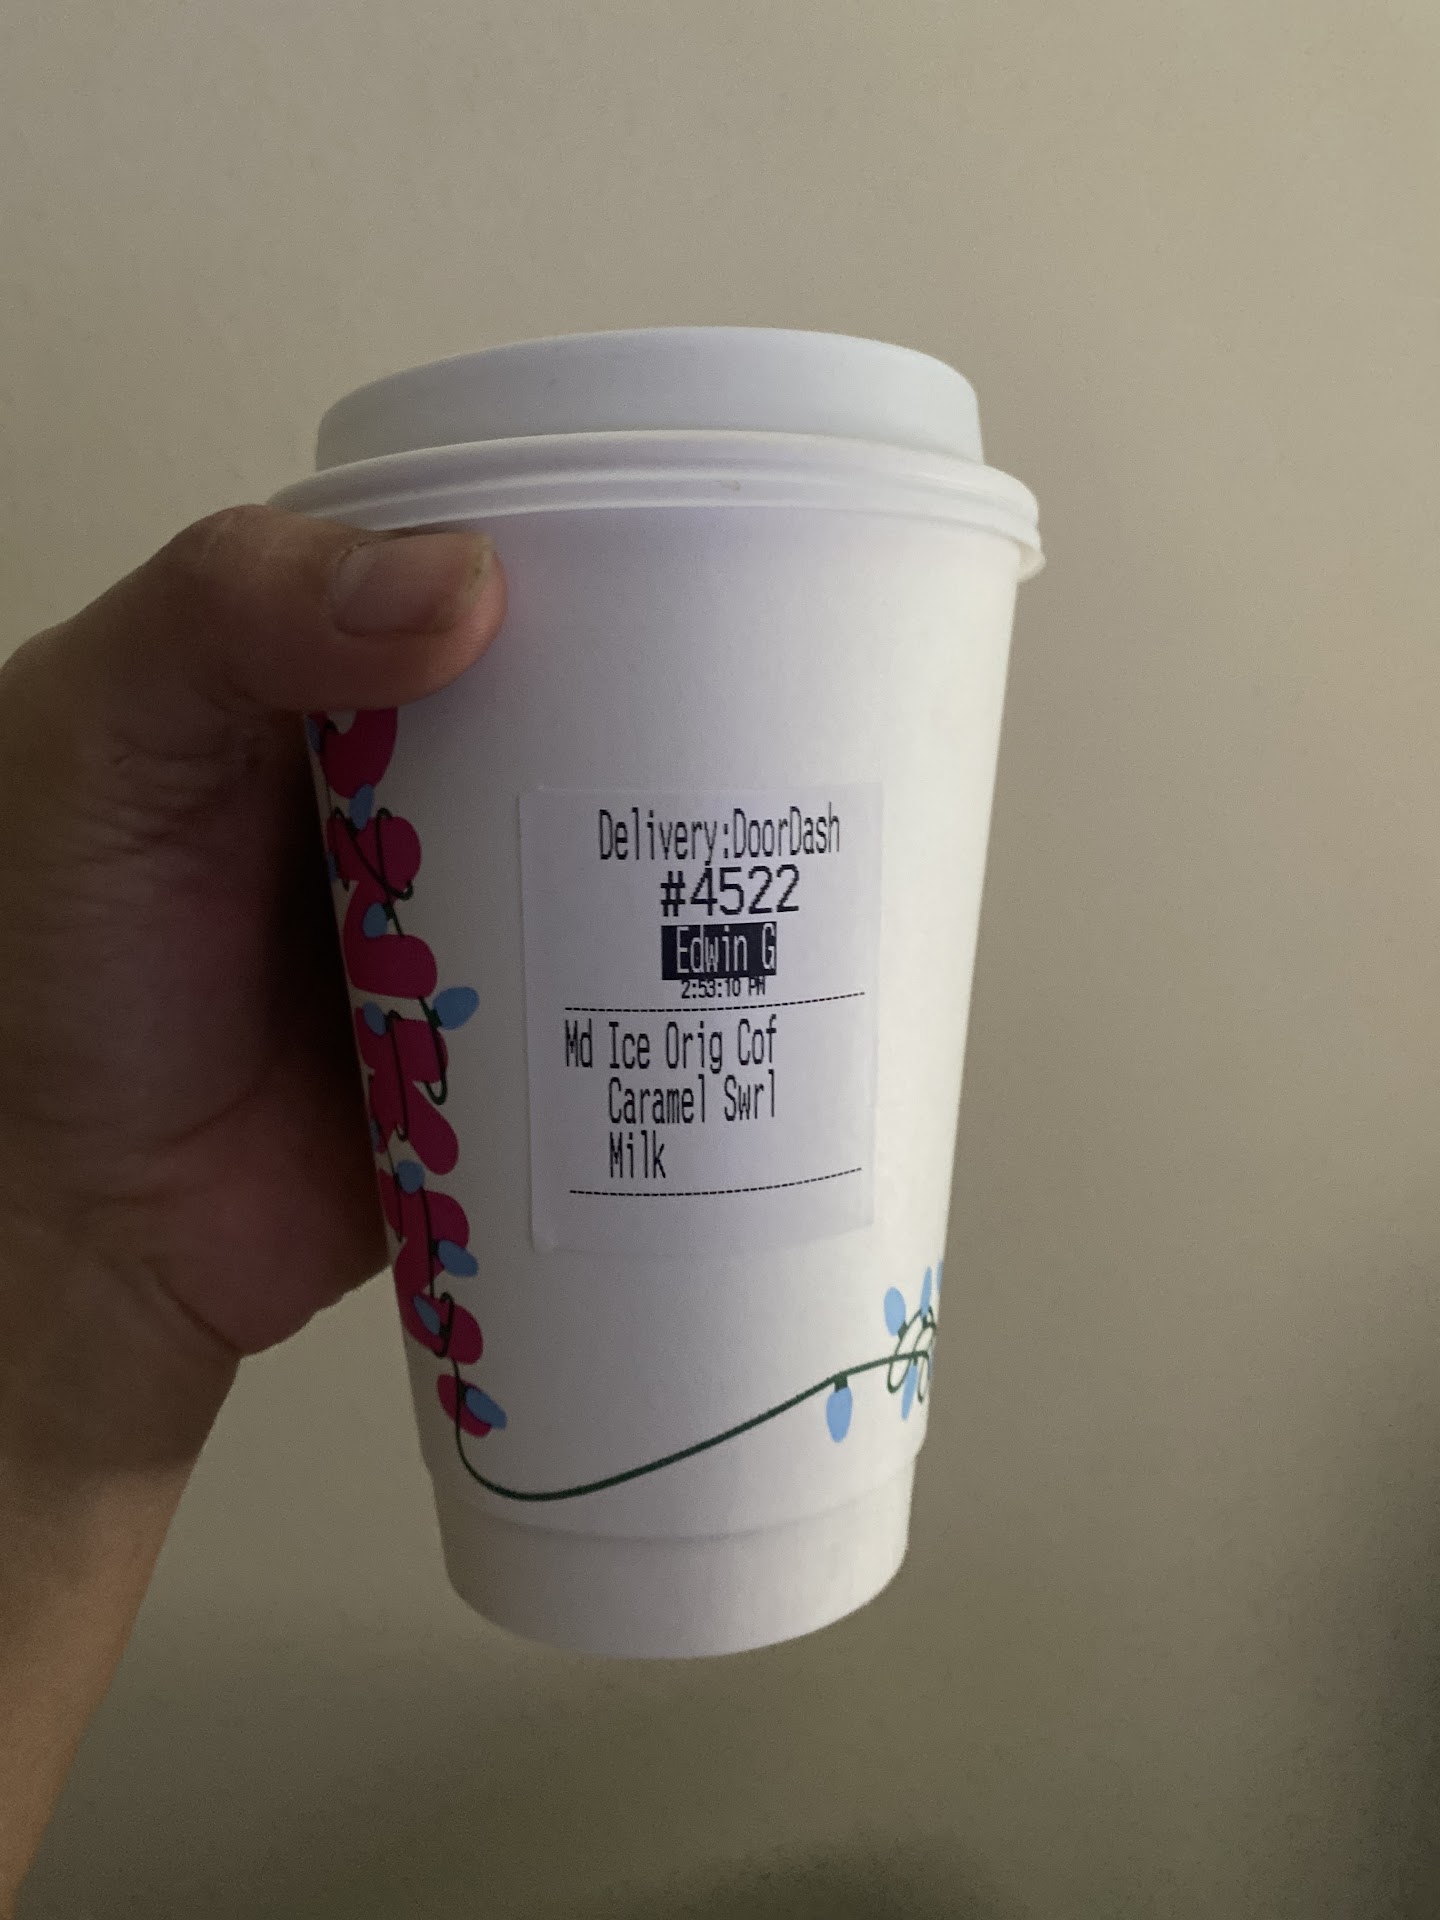 Delivery:DoorDash
#4522
Edwin G
2:53:10 PM
Md Ice Orig Cof
Caramel Swrl
Milk